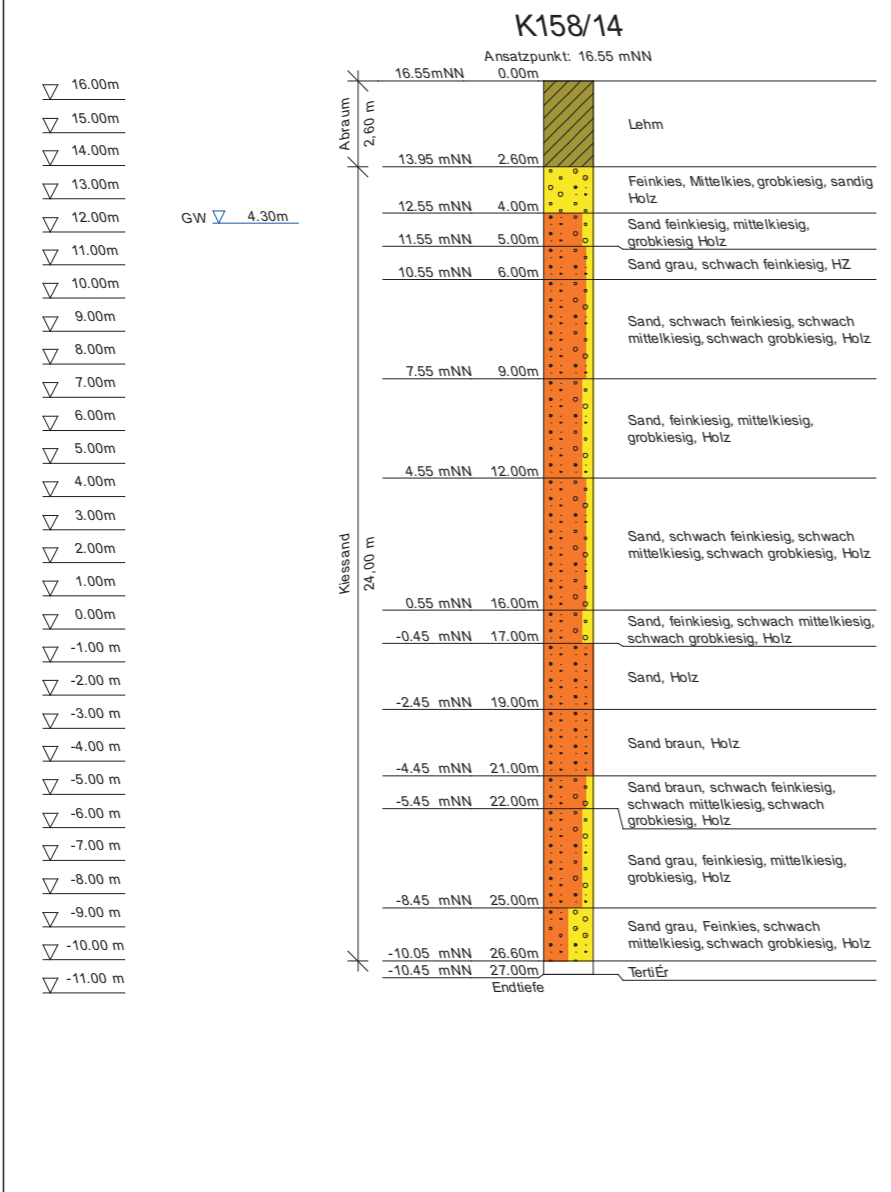 K158/14
Ansatzpunkt: 16.55 mNN
16.00m
15.00m
14.00m
13.00m
12.00m
11.00m
10.00m
9.00m
8.00m
7.00m
6.00m
5.00m
4.00m
3.00m
2.00m
1.00m
0.00m
-1.00 m
-2.00 m
-3.00 m
-4.00 m
-5.00 m
-6.00 m
-7.00 m
-8.00 m
-9.00 m
-10.00 m
-11.00 m
GW 4.30m
Abraum
2,60 m
Kiessand
24,00 m
16.55mNN 0.00m
Lehm
13.95 mNN 2.60m
Feinkies, Mittelkies, grobkiesig, sandig
Holz
12.55 mNN 4.00m
Sand feinkiesig, mittelkiesig,
grobkiesig Holz
11.55 mNN 5.00m
Sand grau, schwach feinkiesig, HZ
10.55 mNN 6.00m
Sand, schwach feinkiesig, schwach
mittelkiesig, schwach grobkiesig, Holz
7.55 mNN 9.00m
Sand, feinkiesig, mittelkiesig,
grobkiesig, Holz
4.55 mNN 12.00m
Sand, schwach feinkiesig, schwach
mittelkiesig, schwach grobkiesig, Holz
0.55 mNN 16.00m
Sand, feinkiesig, schwach mittelkiesig,
schwach grobkiesig, Holz
-0.45 mNN 17.00m
Sand, Holz
-2.45 mNN 19.00m
Sand braun, Holz
-4.45 mNN 21.00m
Sand braun, schwach feinkiesig,
schwach mittelkiesig, schwach
grobkiesig, Holz
-5.45 mNN 22.00m
Sand grau, feinkiesig, mittelkiesig,
grobkiesig, Holz
-8.45 mNN 25.00m
Sand grau, Feinkies, schwach
mittelkiesig, schwach grobkiesig, Holz
-10.05 mNN 26.60m
TertiÉr
-10.45 mNN 27.00m
Endtiefe